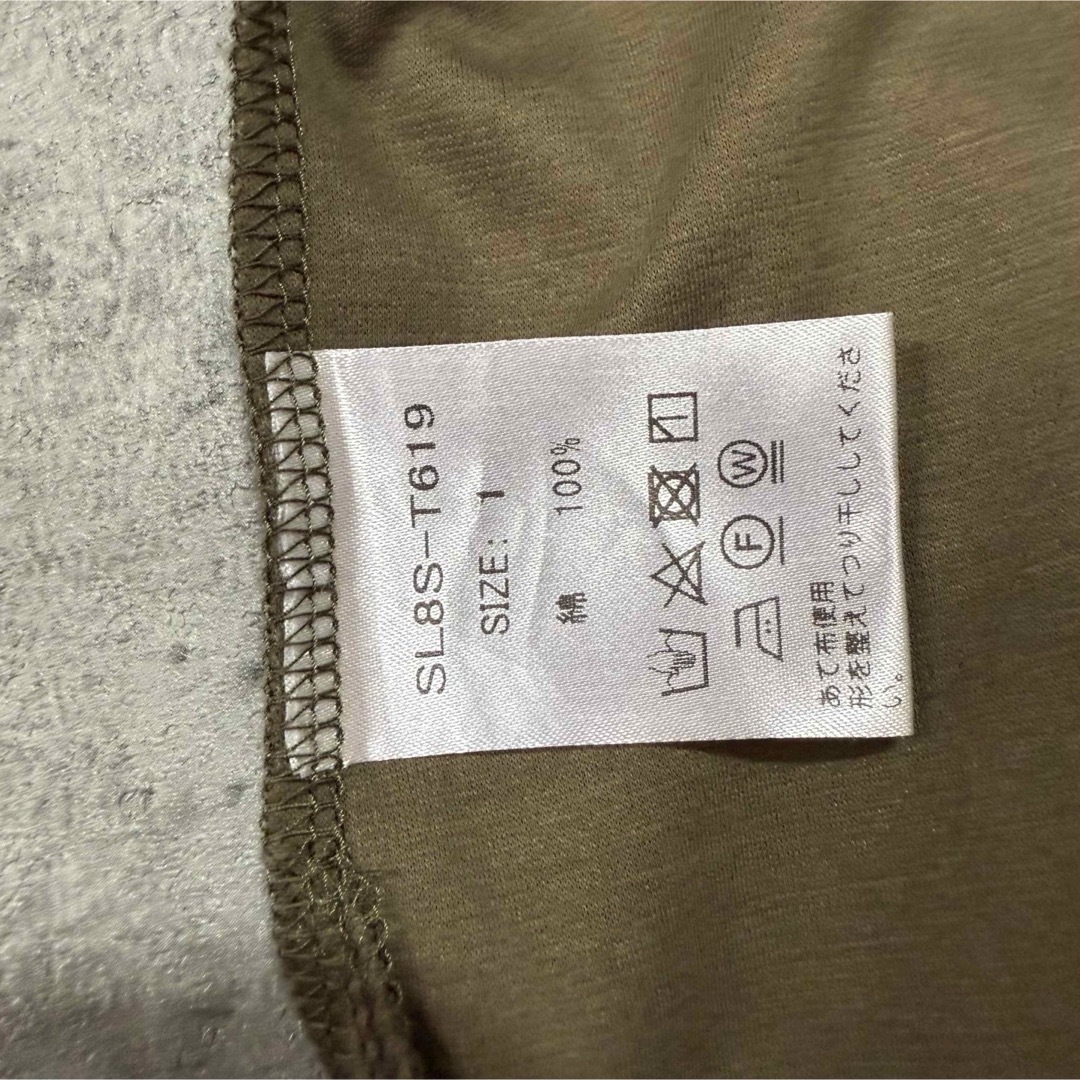 SL8S-T619
SIZE: 1
綿 100%
F W
あて布使用
形を整えてつり干ししてくださ
い。